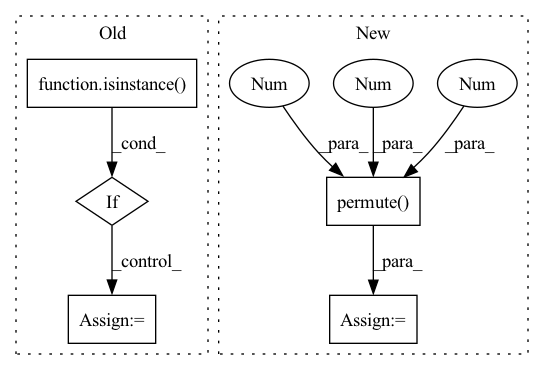 Old
New
function.isinstance()
Num
Num
Num
_cond_
_para_
_para_
_para_
If
permute()
_control_
_para_
Assign:=
Assign:=